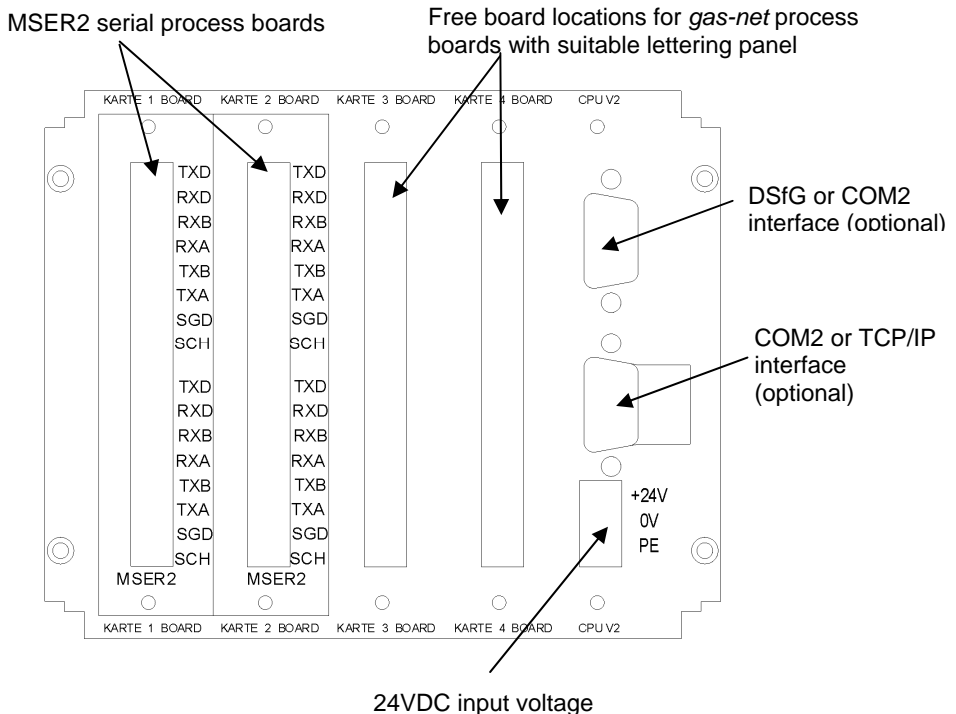 MSER2 serial process boards
Free board locations for gas-net process
boards with suitable lettering panel
KARTE 1 BOARD KARTE 2 BOARD KARTE 3 BOARD KARTE 4 BOARD CPU V2
TXD TXD
RXD RXD
RXB RXB
RXA RXA
TXB TXB
TXA TXA
SGD SGD
SCH SCH
DSfG or COM2
interface (optional)
COM2 or TCP/IP
interface
(optional)
TXD TXD
RXD RXD
RXB RXB
RXA RXA
TXB TXB
TXA TXA
SGD SGD
SCH SCH
+24V
0V
PE
MSER2 MSER2
KARTE 1 BOARD KARTE 2 BOARD KARTE 3 BOARD KARTE 4 BOARD CPU V2
24VDC input voltage